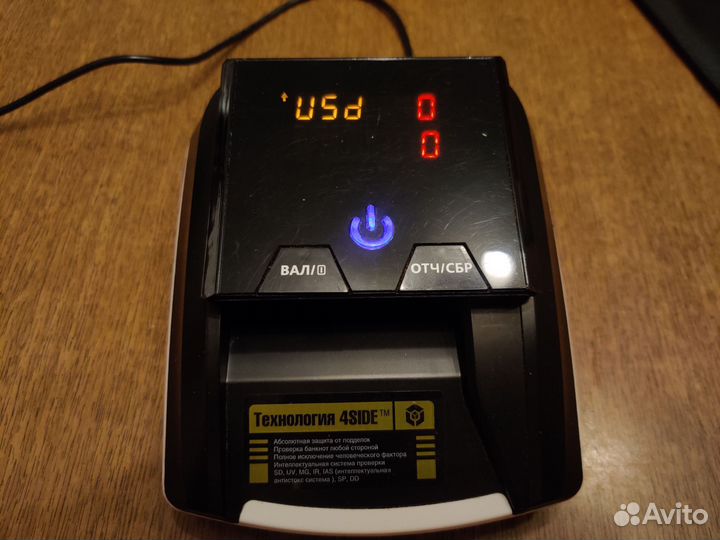 USd 0
0
ВАЛ/▯ ОТЧ/СБР
Технология 4SIDE™
Абсолютная защита от подделок
Проверка банкнот любой стороной
Полное исключение человеческого фактора
Интеллектуальная система проверки
SD, UV, MG, IR, IAS (интеллектуальная
антистокс система ), SP, DD
Avito